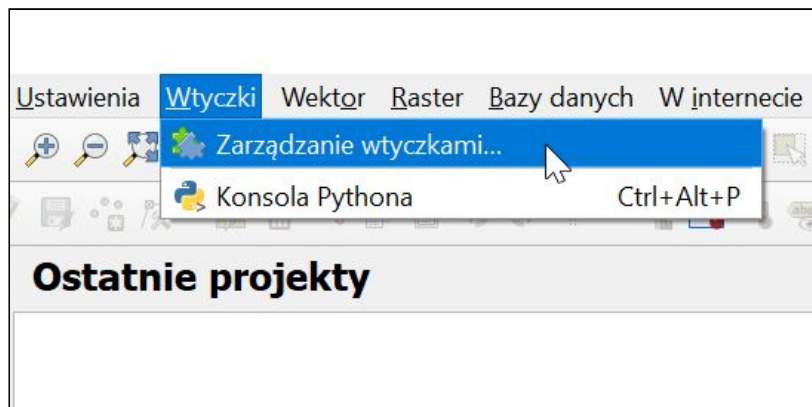 Ustawienia Wtyczki Wektor Raster Bazy danych W internecie
Zarządzanie wtyczkami...
Konsola Pythona Ctrl+Alt+P
Ostatnie projekty